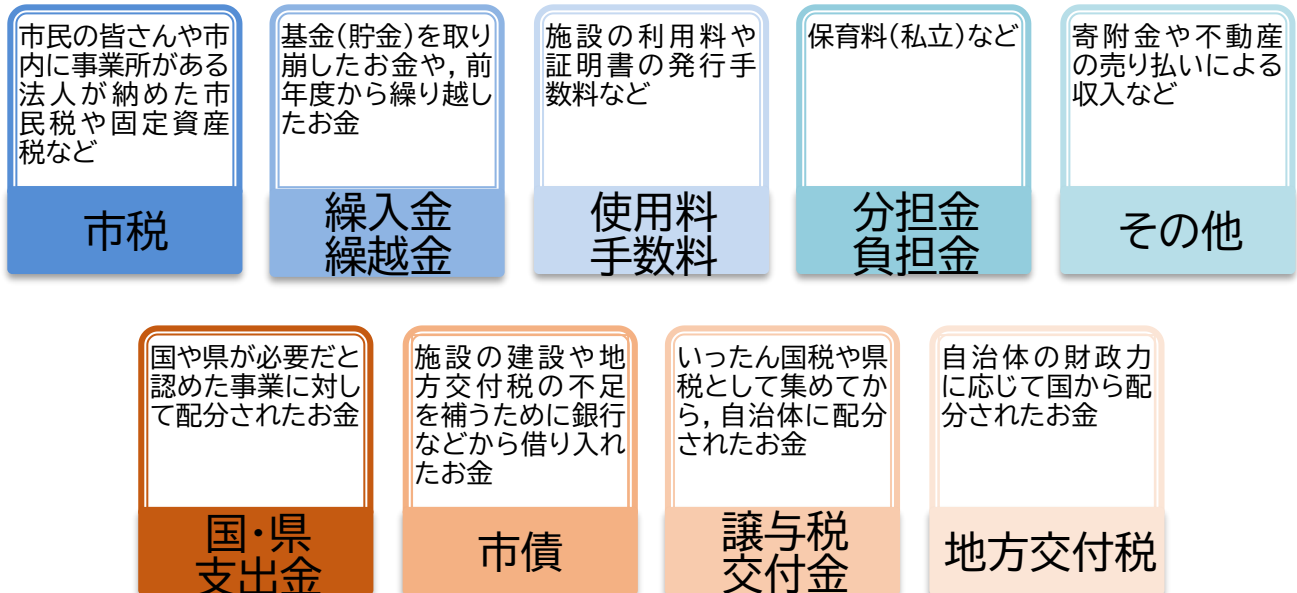 市民の皆さんや市
内に事業所がある
法人が納めた市
民税や固定資産
税など
市税
基金(貯金)を取り
崩したお金や,前
年度から繰り越し
たお金
繰入金
繰越金
施設の利用料や
証明書の発行手
数料など
使用料
手数料
保育料(私立)など
分担金
負担金
寄附金や不動産
の売り払いによる
収入など
その他
国や県が必要だと
認めた事業に対し
て配分されたお金
国・県
支出金
施設の建設や地
方交付税の不足
を補うために銀行
などから借り入れ
たお金
市債
いったん国税や県
税として集めてか
ら,自治体に配分
されたお金
譲与税
交付金
自治体の財政力
に応じて国から配
分されたお金
地方交付税